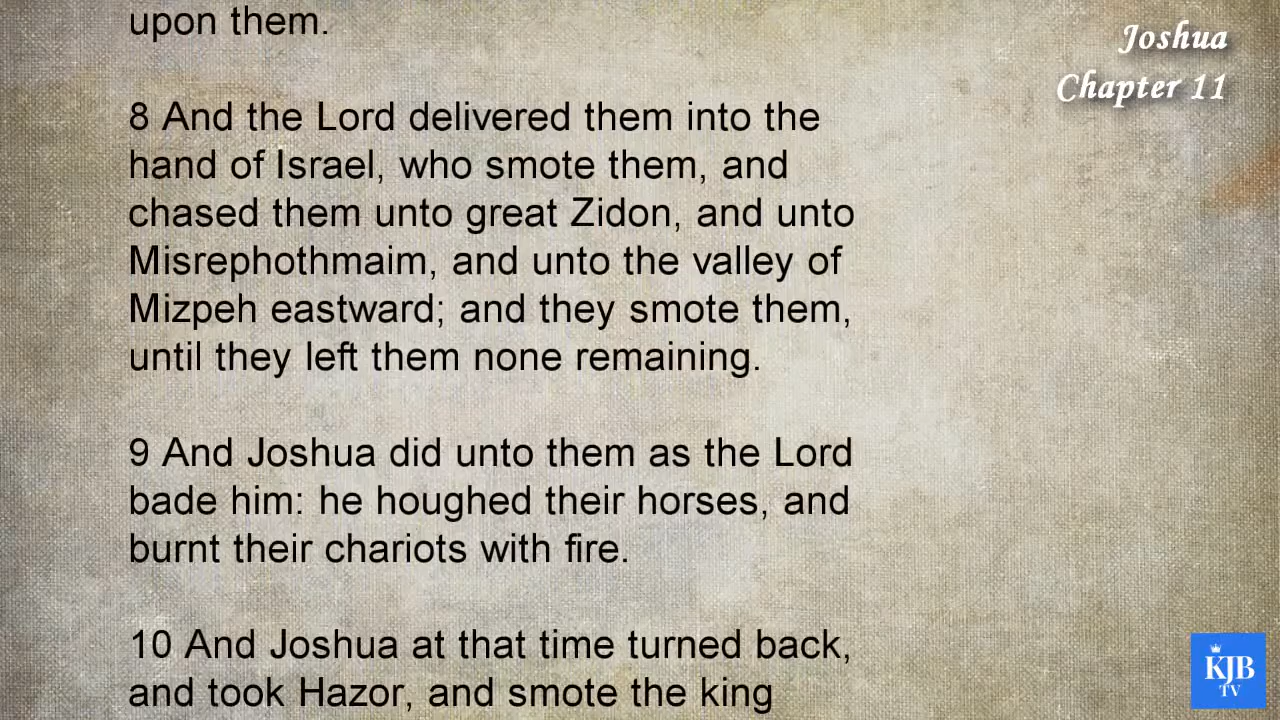 upon them.
Joshua
Chapter 11
8 And the Lord delivered them into the
hand of Israel, who smote them, and
chased them unto great Zidon, and unto
Misrephothmaim, and unto the valley of
Mizpeh eastward; and they smote them,
until they left them none remaining.
9 And Joshua did unto them as the Lord
bade him: he houghed their horses, and
burnt their chariots with fire.
10 And Joshua at that time turned back,
and took Hazor, and smote the king
KJB
TV